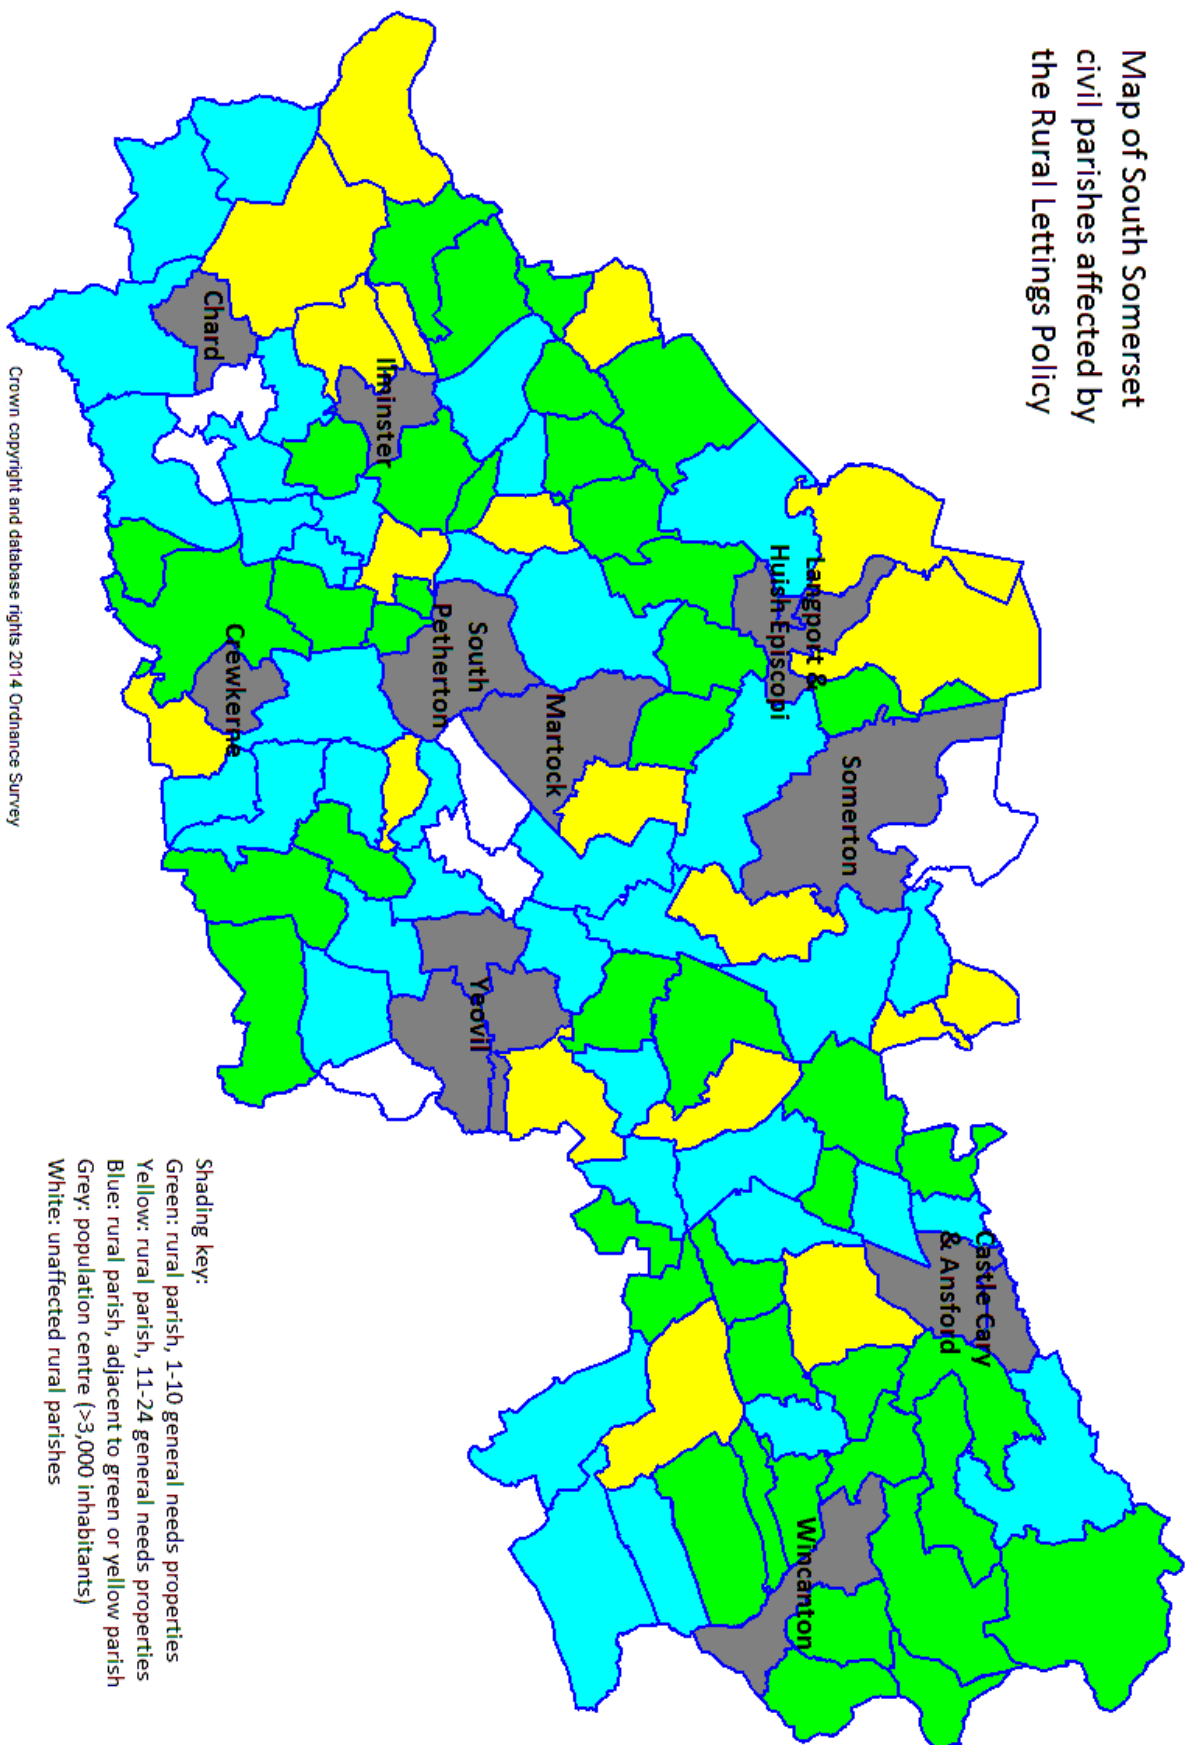 Map of South Somerset
civil parishes affected by
the Rural Lettings Policy
Langport &
Huish Episcopi
Somerton
Castle Cary
& Ansford
Wincanton
Martock
South
Petherton
Ilminster
Yeovil
Chard
Crewkerne
Shading key:
Green: rural parish, 1-10 general needs properties
Yellow: rural parish, 11-24 general needs properties
Blue: rural parish, adjacent to green or yellow parish
Grey: population centre (>3,000 inhabitants)
White: unaffected rural parishes
Crown copyright and database rights 2014 Ordnance Survey